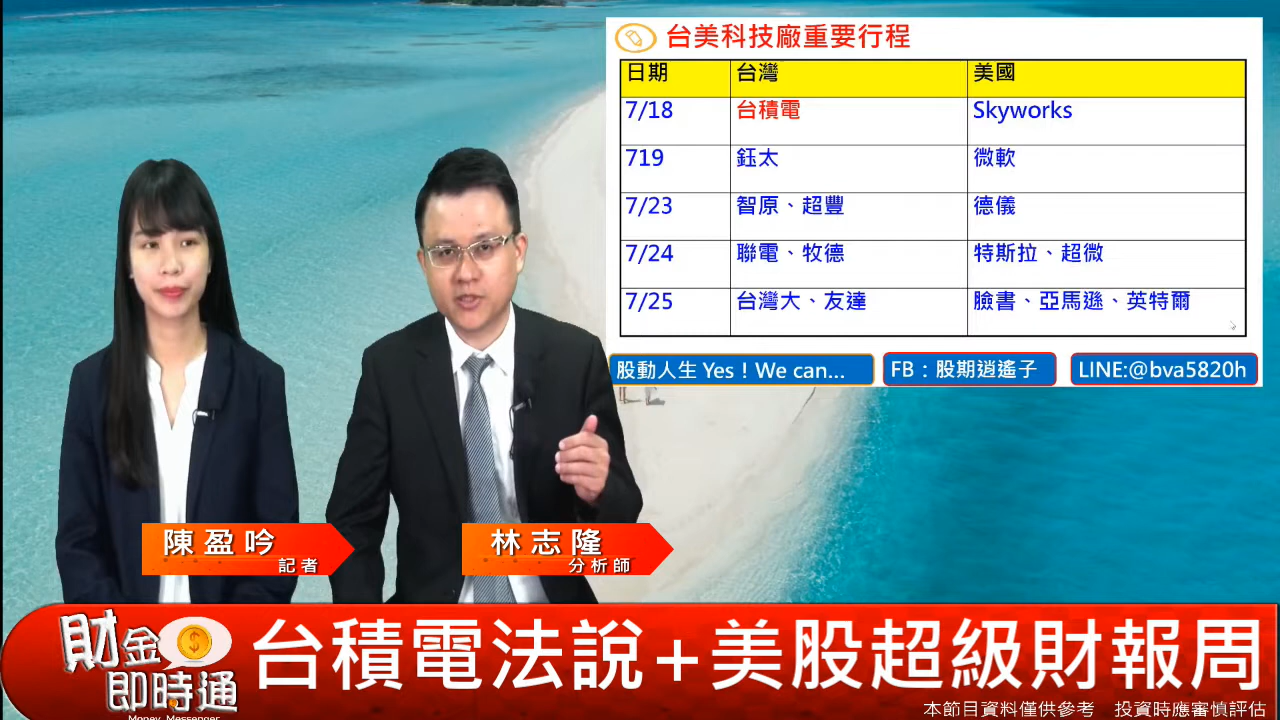 台美科技廠重要行程
日期 台灣 美國
7/18 台積電 Skyworks
719 鈺太 微軟
7/23 智原、超豐 德儀
7/24 聯電、牧德 特斯拉、超微
7/25 台灣大、友達 臉書、亞馬遜、英特爾
股動人生 Yes！We can... FB：股期逍遙子 LINE:@bva5820h
陳盈吟
記者
林志隆
分析師
財金
即時通
Money Messenger
台積電法說+美股超級財報周
本節目資料僅供參考 投資時應審慎評估